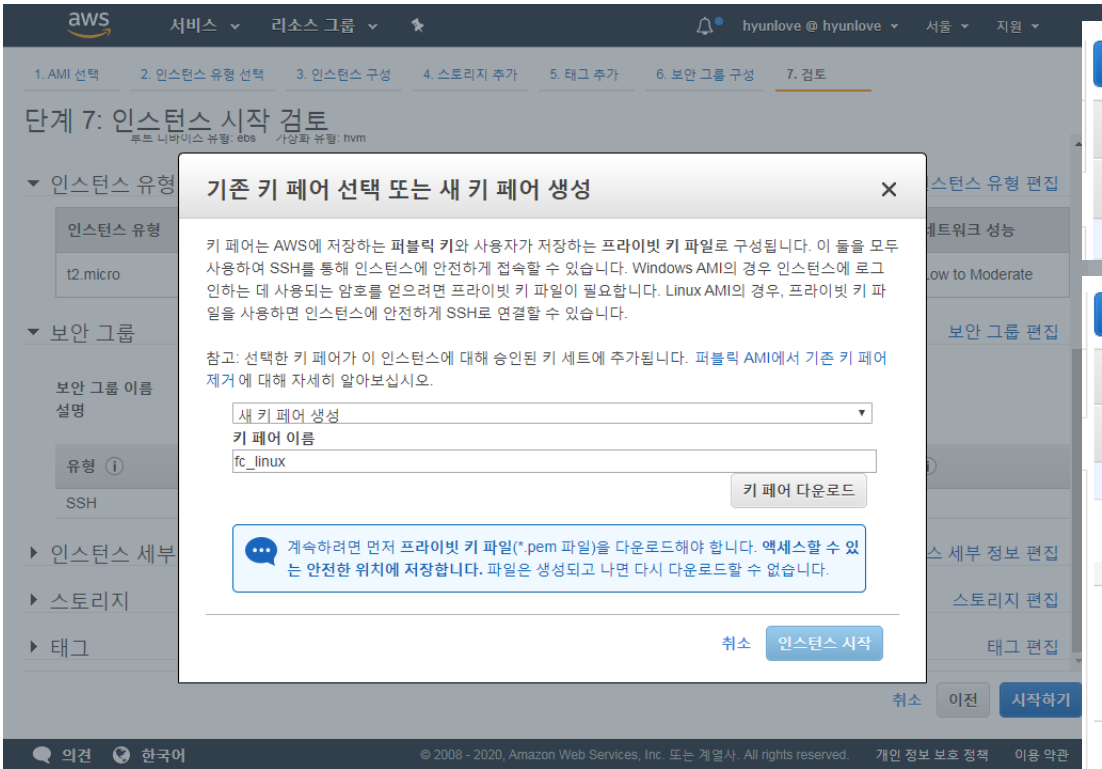 aws 서비스 리소스 그룹 hyunlove @ hyunlove 서울 지원
1. AMI 선택 2. 인스턴스 유형 선택 3. 인스턴스 구성 4. 스토리지 추가 5. 태그 추가 6. 보안 그룹 구성 7. 검토
단계 7: 인스턴스 시작 검토
루트 디바이스 유형: ebs 가상화 유형: hvm
인스턴스 유형
인스턴스 유형 편집
인스턴스 유형
네트워크 성능
t2.micro
Low to Moderate
보안 그룹
보안 그룹 편집
보안 그룹 이름
설명
유형
SSH
인스턴스 세부
스 세부 정보 편집
스토리지
스토리지 편집
태그
태그 편집
기존 키 페어 선택 또는 새 키 페어 생성
키 페어는 AWS에 저장하는 퍼블릭 키와 사용자가 저장하는 프라이빗 키 파일로 구성됩니다. 이 둘을 모두
사용하여 SSH를 통해 인스턴스에 안전하게 접속할 수 있습니다. Windows AMI의 경우 인스턴스에 로그
인하는 데 사용되는 암호를 얻으려면 프라이빗 키 파일이 필요합니다. Linux AMI의 경우, 프라이빗 키 파
일을 사용하면 인스턴스에 안전하게 SSH로 연결할 수 있습니다.
참고: 선택한 키 페어가 이 인스턴스에 대해 승인된 키 세트에 추가됩니다. 퍼블릭 AMI에서 기존 키 페어
제거 에 대해 자세히 알아보십시오.
새 키 페어 생성
키 페어 이름
fc_linux
키 페어 다운로드
계속하려면 먼저 프라이빗 키 파일(*.pem 파일)을 다운로드해야 합니다. 액세스할 수 있
는 안전한 위치에 저장합니다. 파일은 생성되고 나면 다시 다운로드할 수 없습니다.
취소 인스턴스 시작
취소 이전 시작하기
의견 한국어 © 2008 - 2020, Amazon Web Services, Inc. 또는 계열사. All rights reserved. 개인 정보 보호 정책 이용 약관